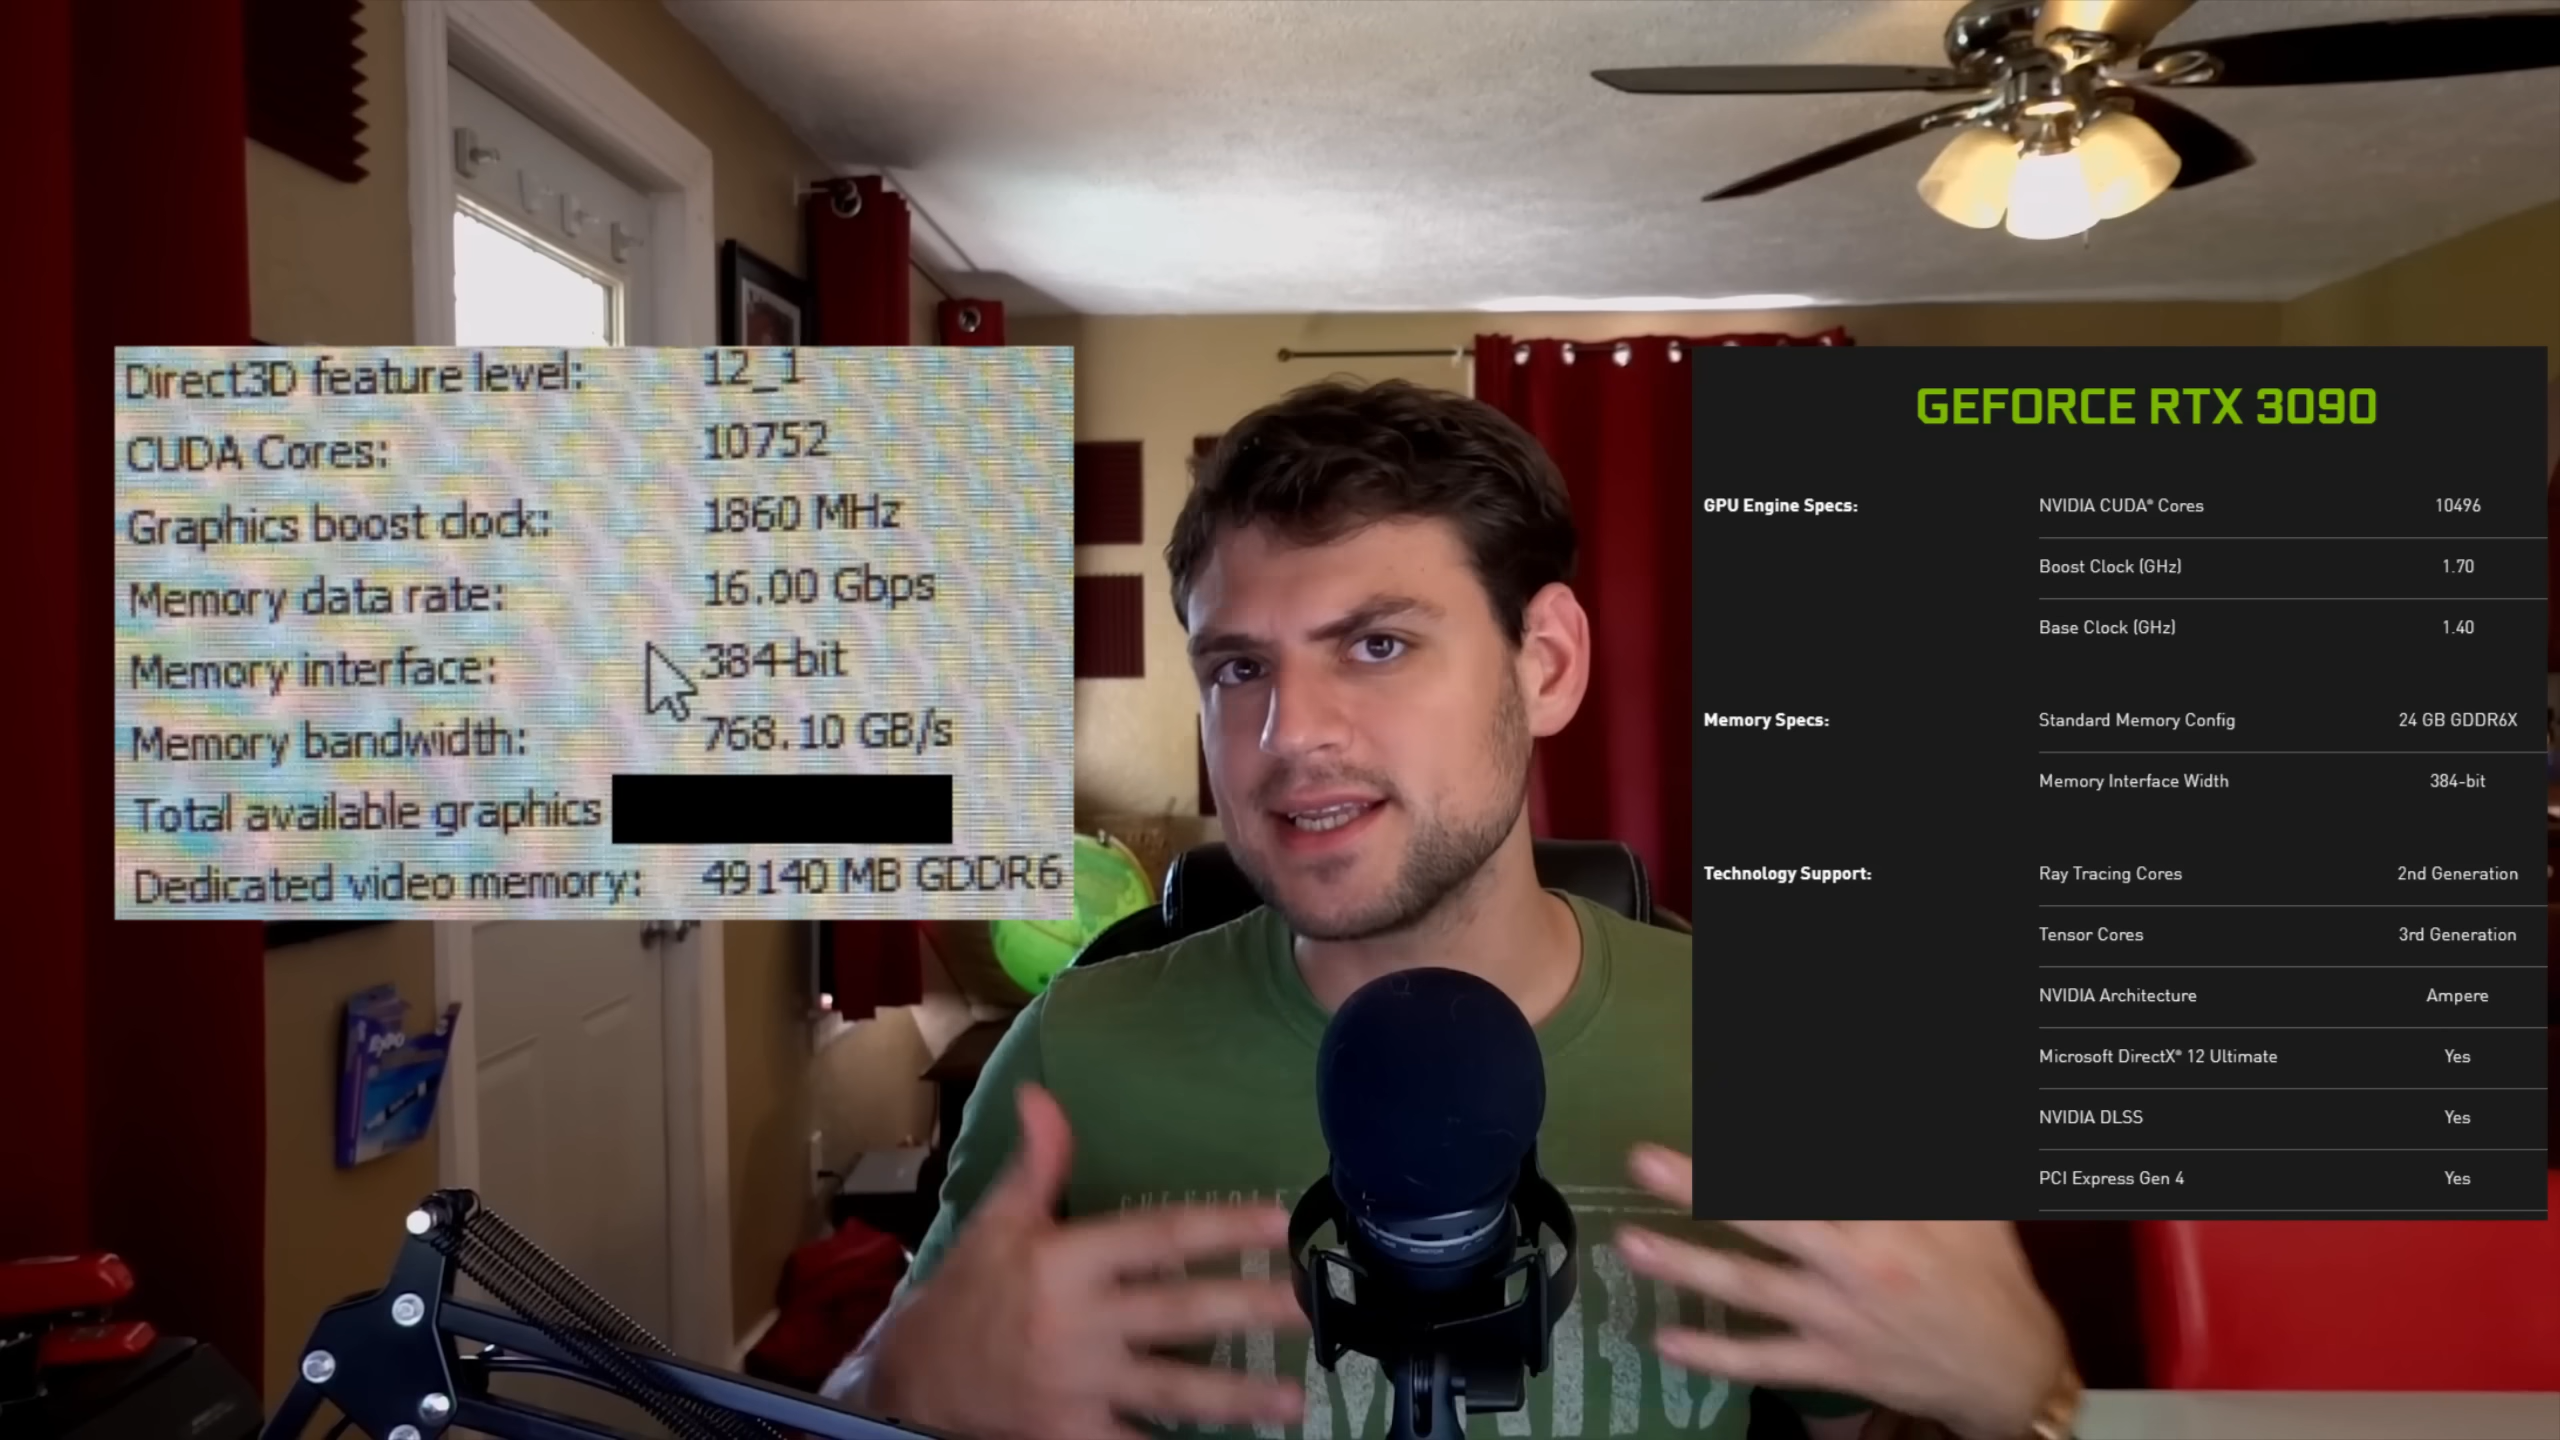 Direct3D feature level: 12_1
CUDA Cores: 10752
Graphics boost clock: 1860 MHz
Memory data rate: 16.00 Gbps
Memory interface: 384-bit
Memory bandwidth: 768.10 GB/s
Total available graphics
Dedicated video memory: 49140 MB GDDR6
GEFORCE RTX 3090
GPU Engine Specs: NVIDIA CUDA® Cores 10496
Boost Clock (GHz) 1.70
Base Clock (GHz) 1.40
Memory Specs: Standard Memory Config 24 GB GDDR6X
Memory Interface Width 384-bit
Technology Support: Ray Tracing Cores 2nd Generation
Tensor Cores 3rd Generation
NVIDIA Architecture Ampere
Microsoft DirectX® 12 Ultimate Yes
NVIDIA DLSS Yes
PCI Express Gen 4 Yes
EXPO